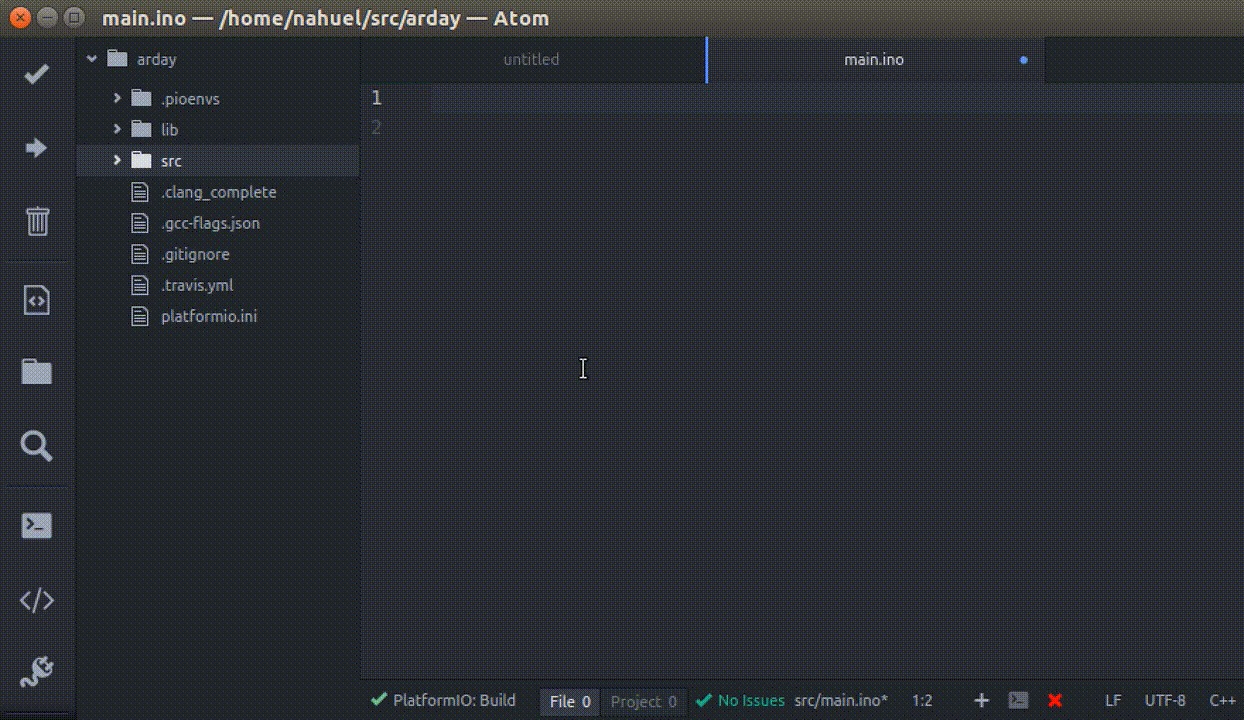 main.ino — /home/nahuel/src/arday — Atom
arday
.pioenvs
lib
src
.clang_complete
.gcc-flags.json
.gitignore
.travis.yml
platformio.ini
untitled
main.ino
1
2
PlatformIO: Build File 0 Project 0 No Issues src/main.ino* 1:2 LF UTF-8 C++